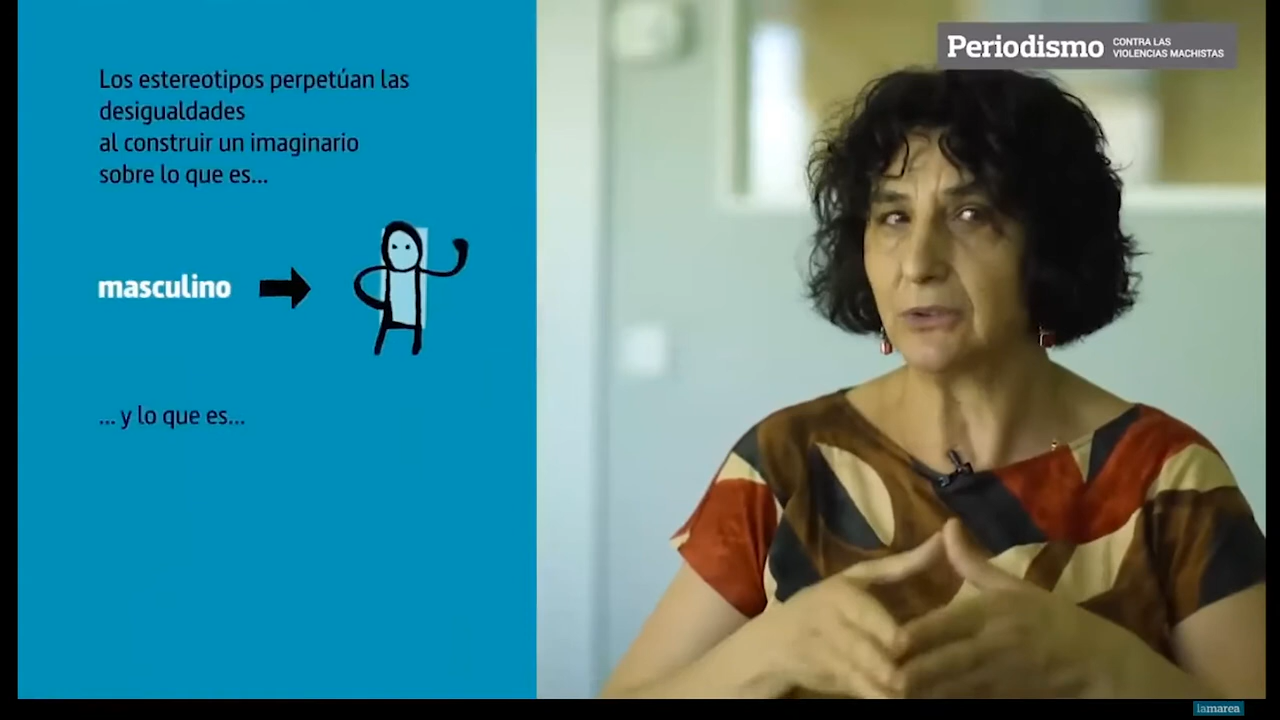 Los estereotipos perpetúan las
desigualdades
al construir un imaginario
sobre lo que es...
masculino
... y lo que es...
Periodismo
CONTRA LAS
VIOLENCIAS MACHISTAS
lamarea